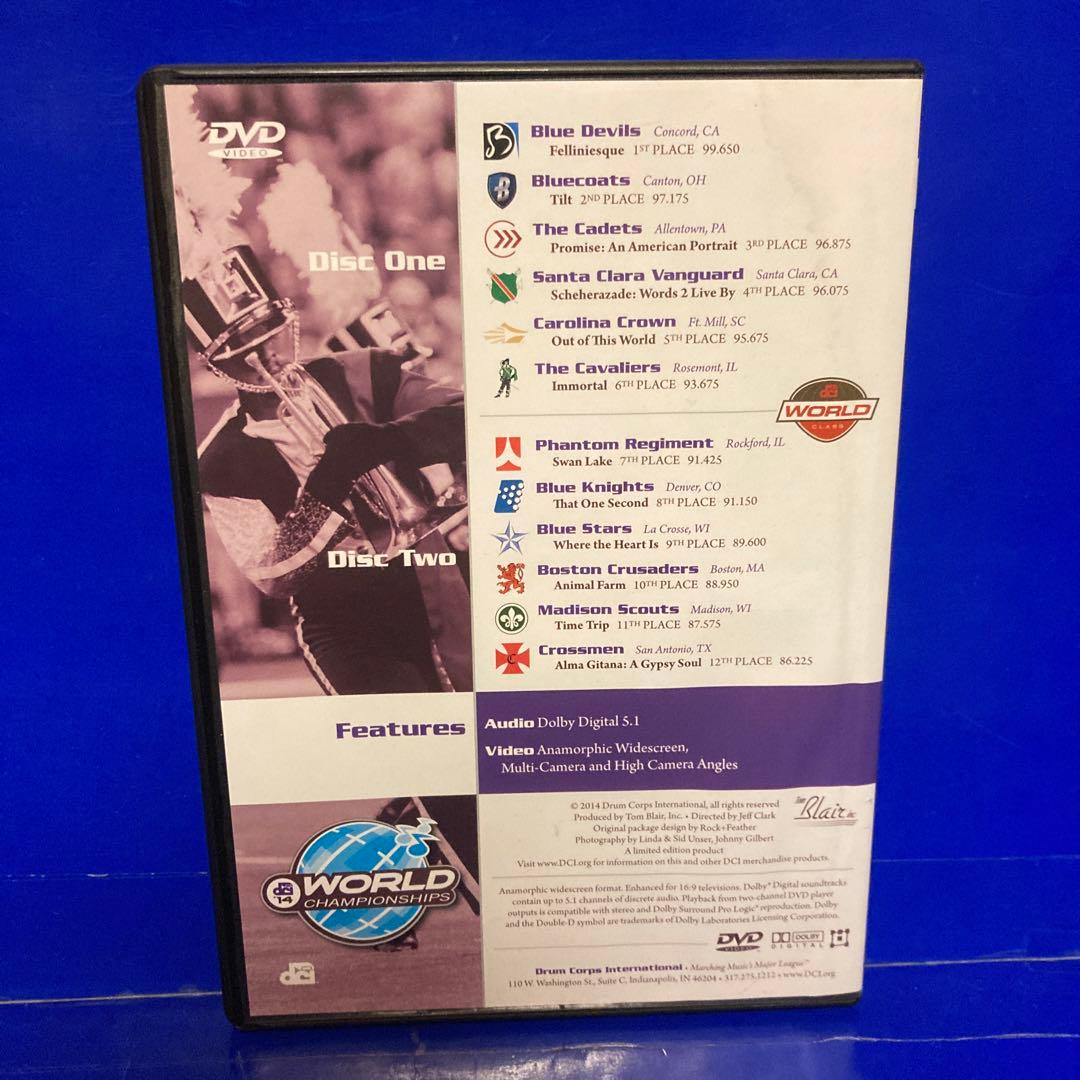 DVD
VIDEO
Disc One
Blue Devils Concord, CA
Felliniesque 1ST PLACE 99.650
Bluecoats Canton, OH
Tilt 2ND PLACE 97.175
The Cadets Allentown, PA
Promise: An American Portrait 3RD PLACE 96.875
Santa Clara Vanguard Santa Clara, CA
Scheherazade: Words 2 Live By 4TH PLACE 96.075
Carolina Crown Ft. Mill, SC
Out of This World 5TH PLACE 95.675
The Cavaliers Rosemont, IL
Immortal 6TH PLACE 93.675
dci
WORLD
CLASS
Disc Two
Phantom Regiment Rockford, IL
Swan Lake 7TH PLACE 91.425
Blue Knights Denver, CO
That One Second 8TH PLACE 91.150
Blue Stars La Crosse, WI
Where the Heart Is 9TH PLACE 89.600
Boston Crusaders Boston, MA
Animal Farm 10TH PLACE 88.950
Madison Scouts Madison, WI
Time Trip 11TH PLACE 87.575
Crossmen San Antonio, TX
Alma Gitana: A Gypsy Soul 12TH PLACE 86.225
Features
Audio Dolby Digital 5.1
Video Anamorphic Widescreen,
Multi-Camera and High Camera Angles
dci
'14
WORLD
CHAMPIONSHIPS
dci
© 2014 Drum Corps International, all rights reserved
Produced by Tom Blair, Inc. • Directed by Jeff Clark
Original package design by Rock+Feather
Photography by Linda & Sid Unser, Johnny Gilbert
A limited edition product
Visit www.DCI.org for information on this and other DCI merchandise products.
Tom Blair inc
Anamorphic widescreen format. Enhanced for 16:9 televisions. Dolby® Digital soundtracks
contain up to 5.1 channels of discrete audio. Playback from two-channel DVD player
outputs is compatible with stereo and Dolby Surround Pro Logic® reproduction. Dolby
and the Double-D symbol are trademarks of Dolby Laboratories Licensing Corporation.
DVD
VIDEO
DOLBY
DIGITAL
Drum Corps International • Marching Music's Major League™
110 W. Washington St., Suite C, Indianapolis, IN 46204 • 317.275.1212 • www.DCI.org